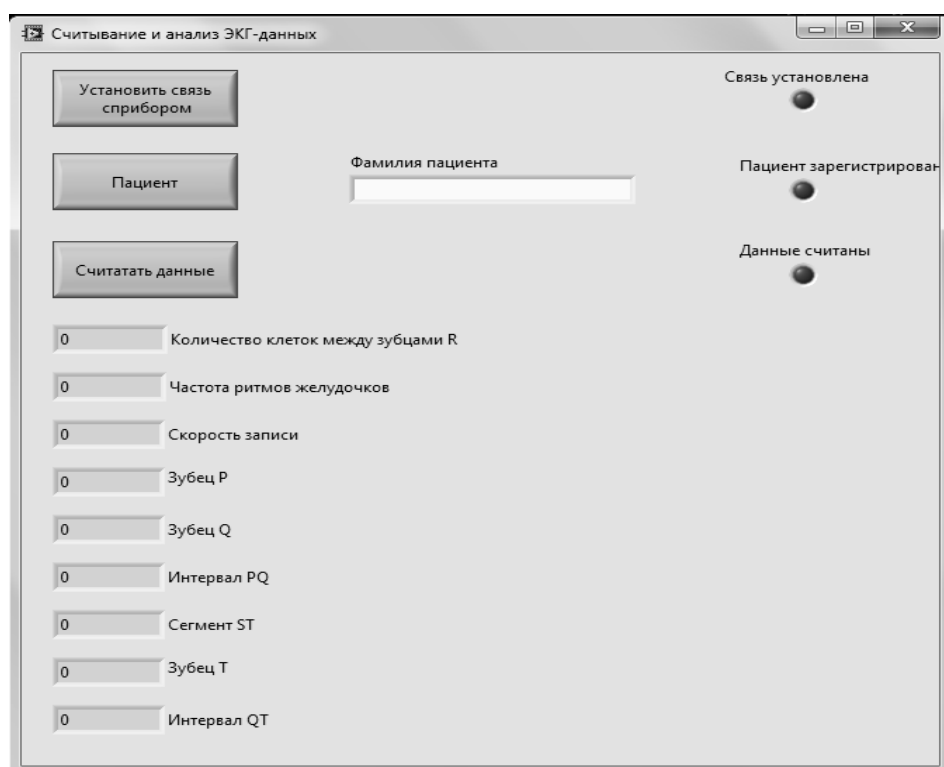 Считывание и анализ ЭКГ-данных
Установить связь
сприбором
Связь установлена
Пациент
Фамилия пациента
Пациент зарегистрирован
Считатать данные
Данные считаны
0 Количество клеток между зубцами R
0 Частота ритмов желудочков
0 Скорость записи
0 Зубец P
0 Зубец Q
0 Интервал PQ
0 Сегмент ST
0 Зубец T
0 Интервал QT